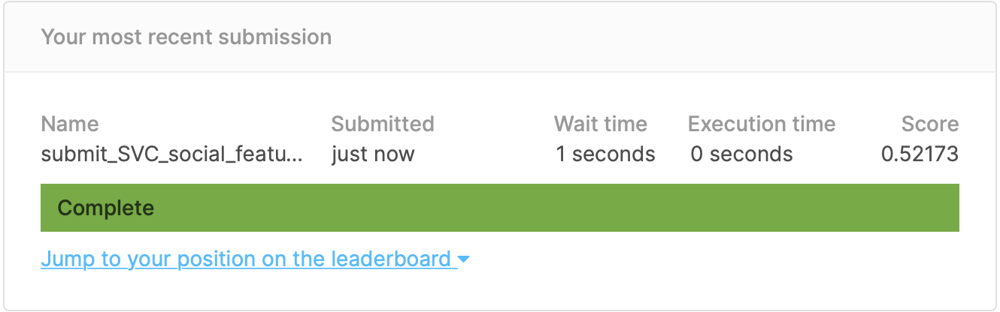 Your most recent submission
Name Submitted Wait time Execution time Score
submit_SVC_social_featu... just now 1 seconds 0 seconds 0.52173
Complete
Jump to your position on the leaderboard